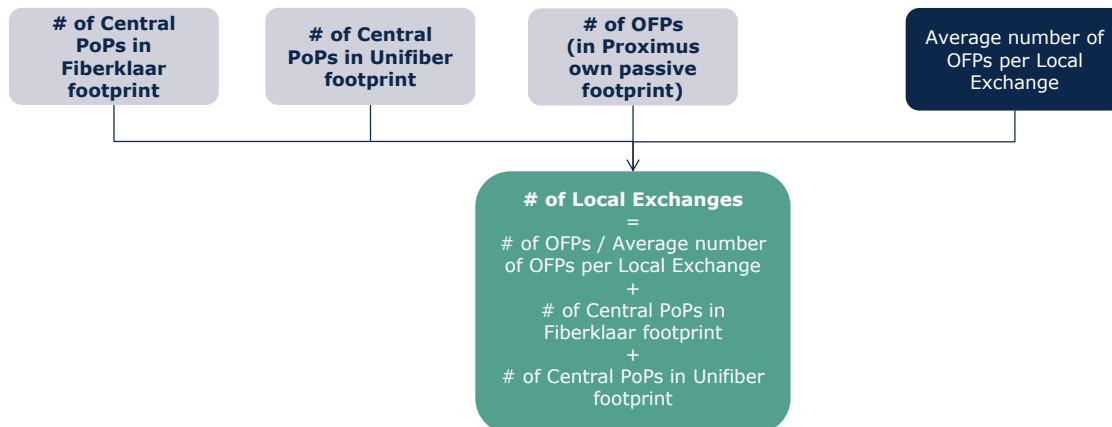 # of Central
PoPs in
Fiberklaar
footprint
# of Central
PoPs in Unifiber
footprint
# of OFPs
(in Proximus
own passive
footprint)
Average number of
OFPs per Local
Exchange
# of Local Exchanges
=
# of OFPs / Average number
of OFPs per Local Exchange
+
# of Central PoPs in
Fiberklaar footprint
+
# of Central PoPs in Unifiber
footprint